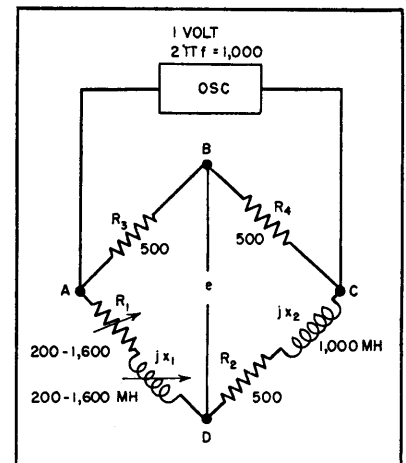 1 VOLT
2πf = 1,000
OSC
B
R3
500
R4
500
A
e
C
R1
jx1
200-1,600
200-1,600 MH
jx2
1,000 MH
R2
500
D